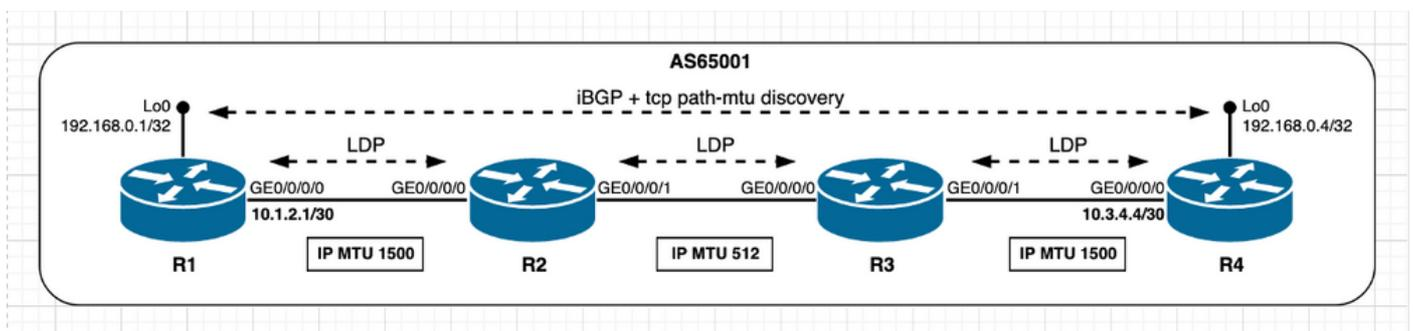 AS65001
iBGP + tcp path-mtu discovery
Lo0
192.168.0.1/32
Lo0
192.168.0.4/32
LDP
LDP
LDP
GE0/0/0/0
GE0/0/0/0
GE0/0/0/1
GE0/0/0/0
GE0/0/0/1
GE0/0/0/0
10.1.2.1/30
10.3.4.4/30
IP MTU 1500
IP MTU 512
IP MTU 1500
R1
R2
R3
R4